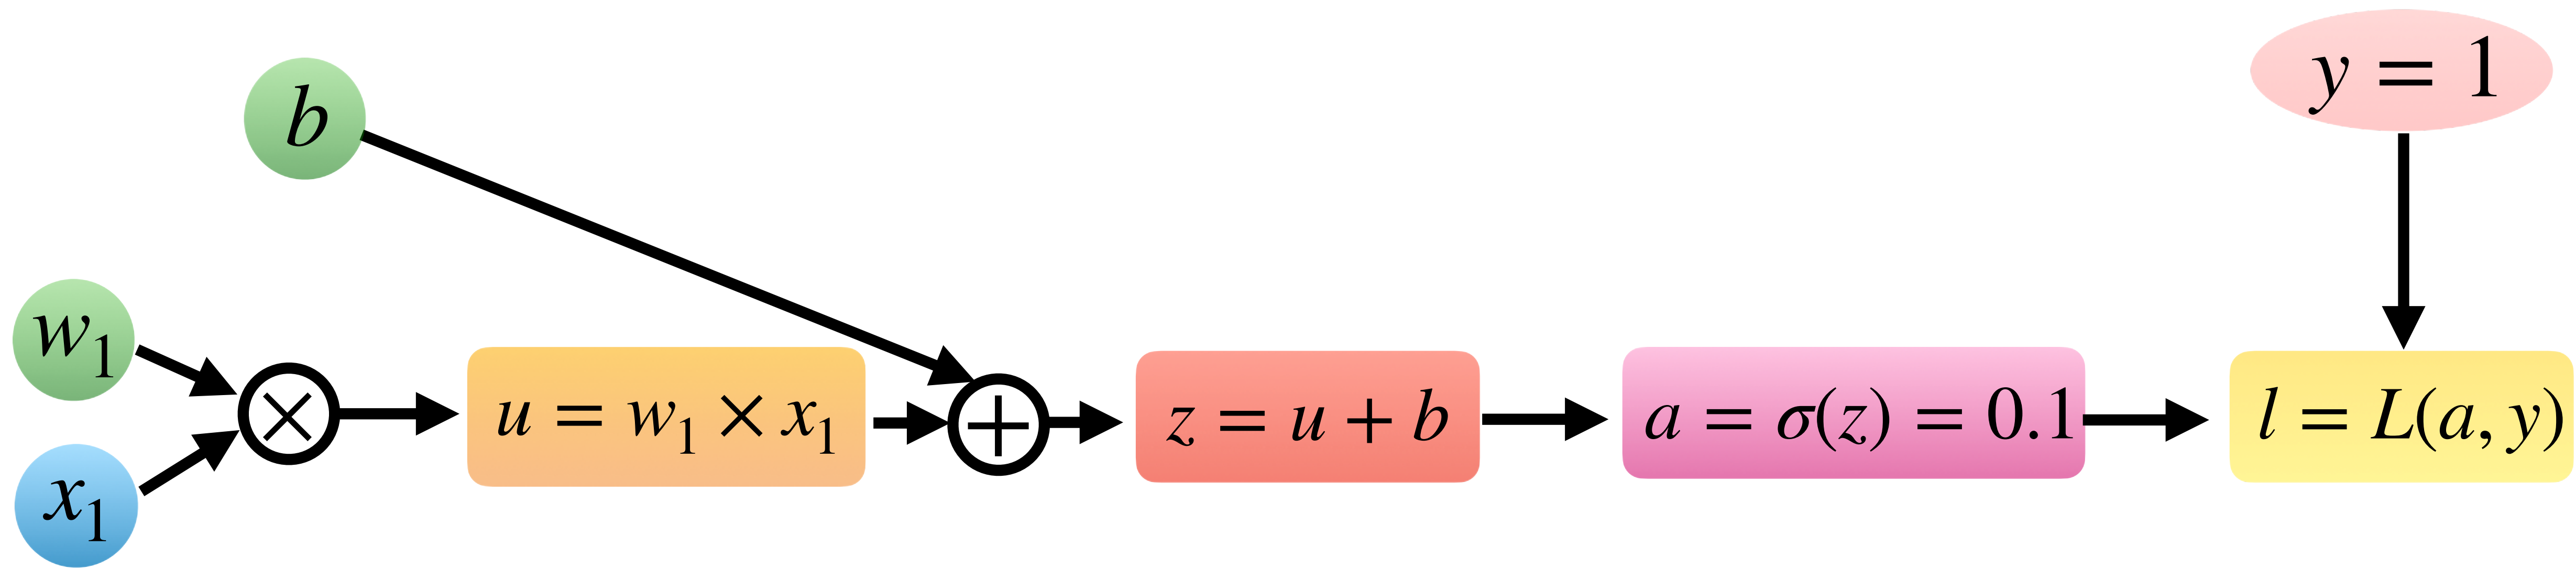 y = 1
b
w₁
x₁
×
u = w₁ × x₁
+
z = u + b
a = σ(z) = 0.1
l = L(a, y)